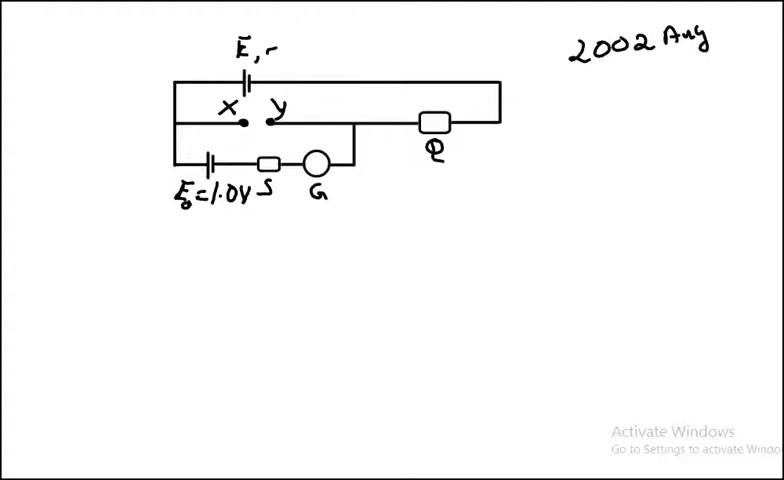 E, r
2002 Aug
X Y
Q
E₀=1.0V S G
Activate Windows
Go to Settings to activate Windo